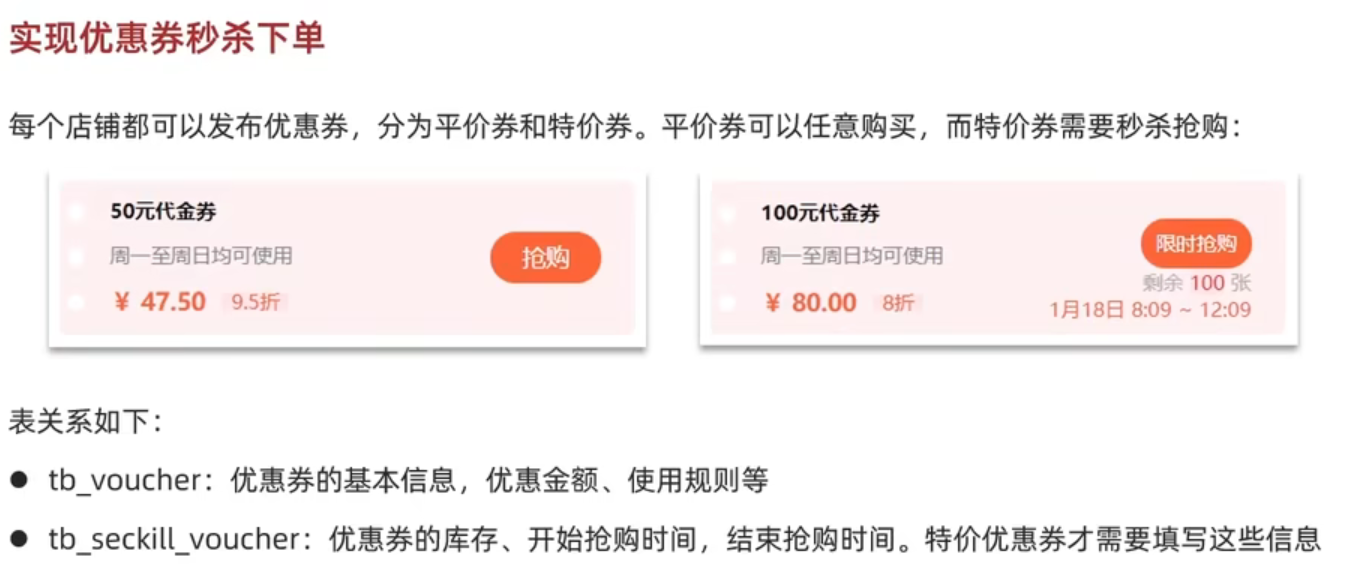 实现优惠券秒杀下单
每个店铺都可以发布优惠券，分为平价券和特价券。平价券可以任意购买，而特价券需要秒杀抢购：
50元代金券
周一至周日均可使用
¥ 47.50 9.5折
抢购
100元代金券
周一至周日均可使用
¥ 80.00 8折
限时抢购
剩余 100 张
1月18日 8:09 ~ 12:09
表关系如下：
● tb_voucher：优惠券的基本信息，优惠金额、使用规则等
● tb_seckill_voucher：优惠券的库存、开始抢购时间，结束抢购时间。特价优惠券才需要填写这些信息